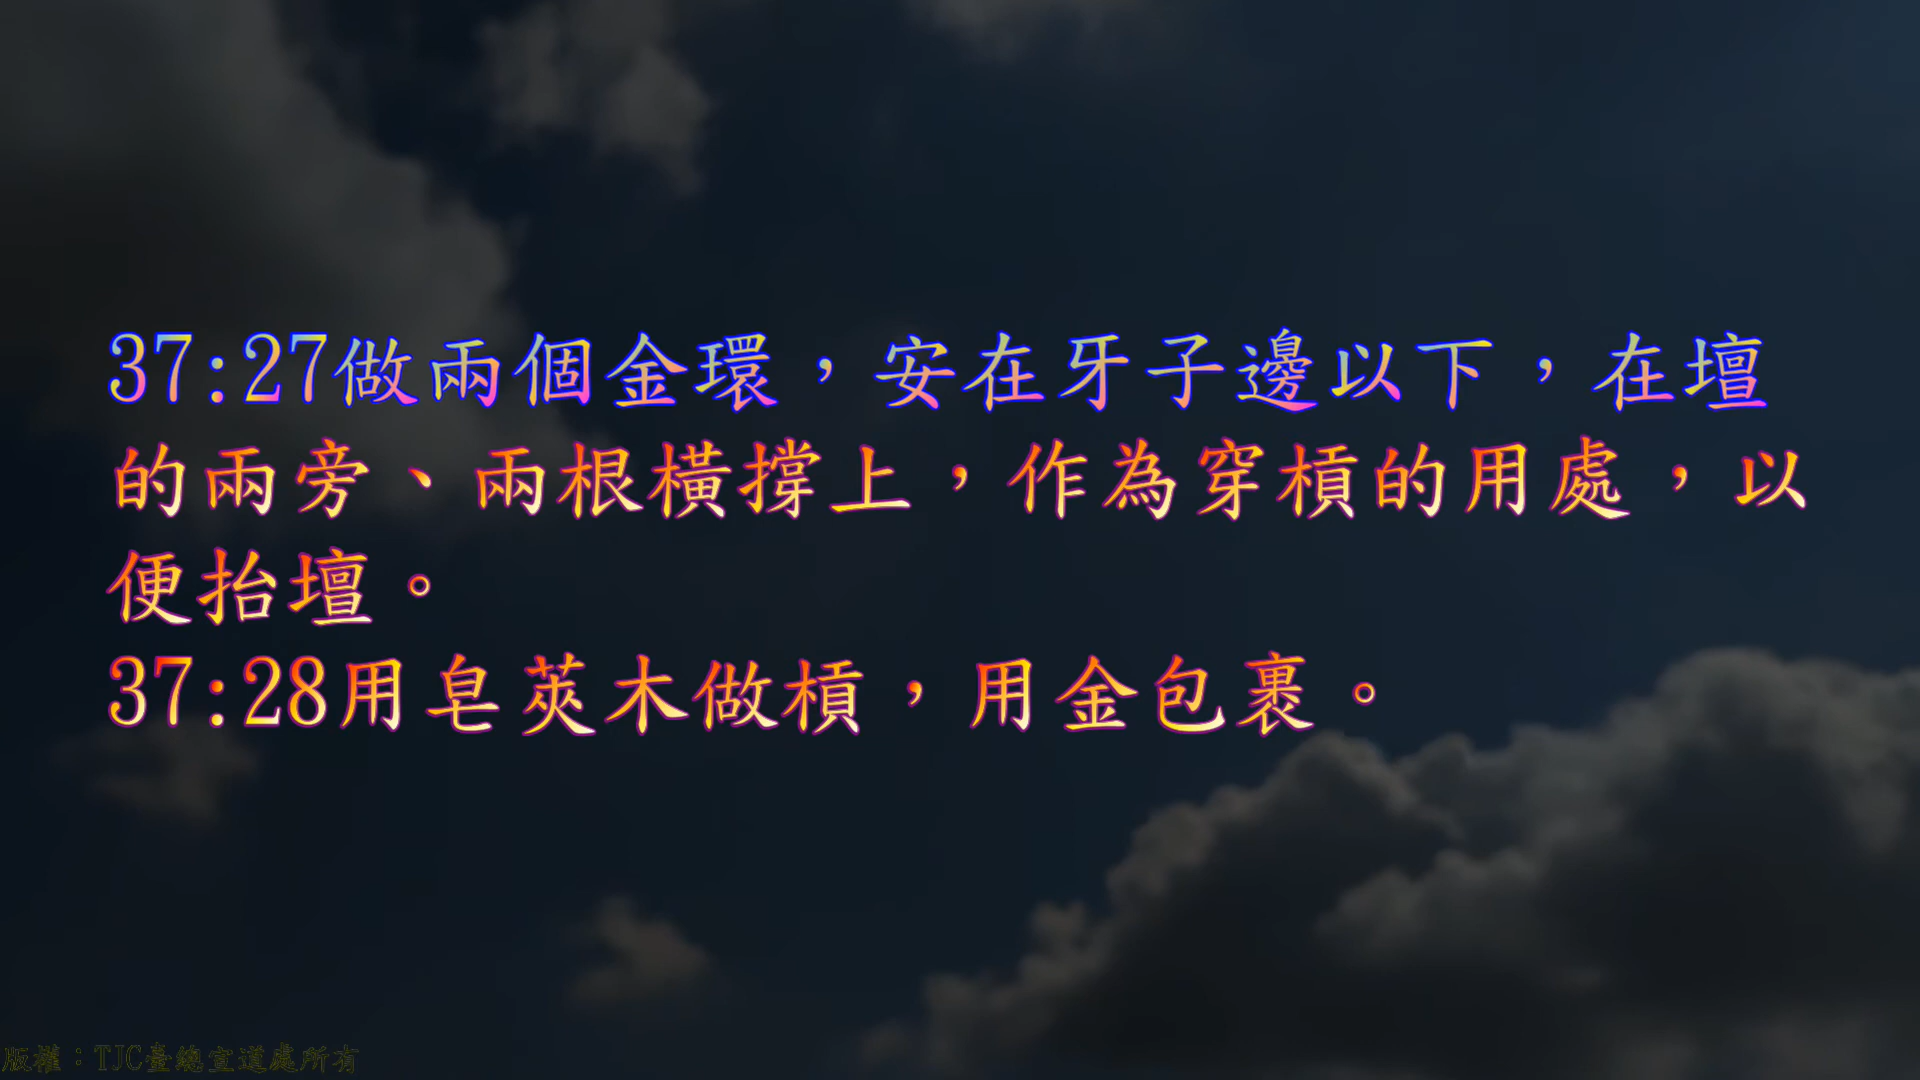 37:27做兩個金環，安在牙子邊以下，在壇
的兩旁、兩根橫撐上，作為穿槓的用處，以
便抬壇。
37:28用皂莢木做槓，用金包裹。
版權：TJC臺總宣道處所有